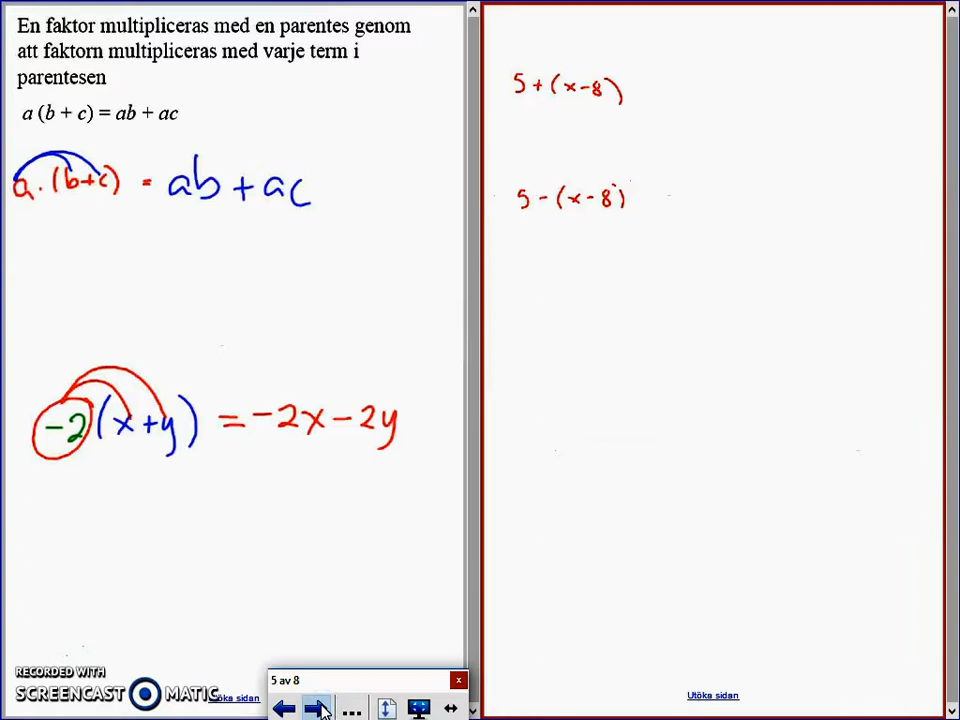 En faktor multipliceras med en parentes genom
att faktorn multipliceras med varje term i
parentesen
a (b + c) = ab + ac
a · (b+c) = ab + ac
-2(x+y) = -2x - 2y
5+(x-8)
5-(x-8)
RECORDED WITH
SCREENCAST MATIC
Utöka sidan
5 av 8
Utöka sidan